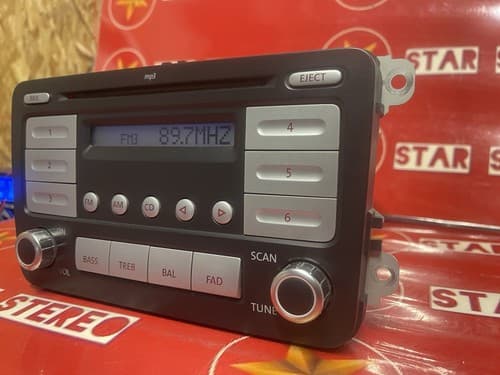 STAR
mp3
EJECT
1
4
FM3 89.7MHZ
STAR
STAR
2
5
3
6
FM
AM
CD
BASS
TREB
BAL
FAD
SCAN
VOL
TUNE
STAR
STEREO